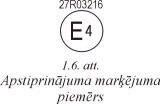 27R03216
E4
1.6. att.
Apstiprinājuma marķējuma
piemērs